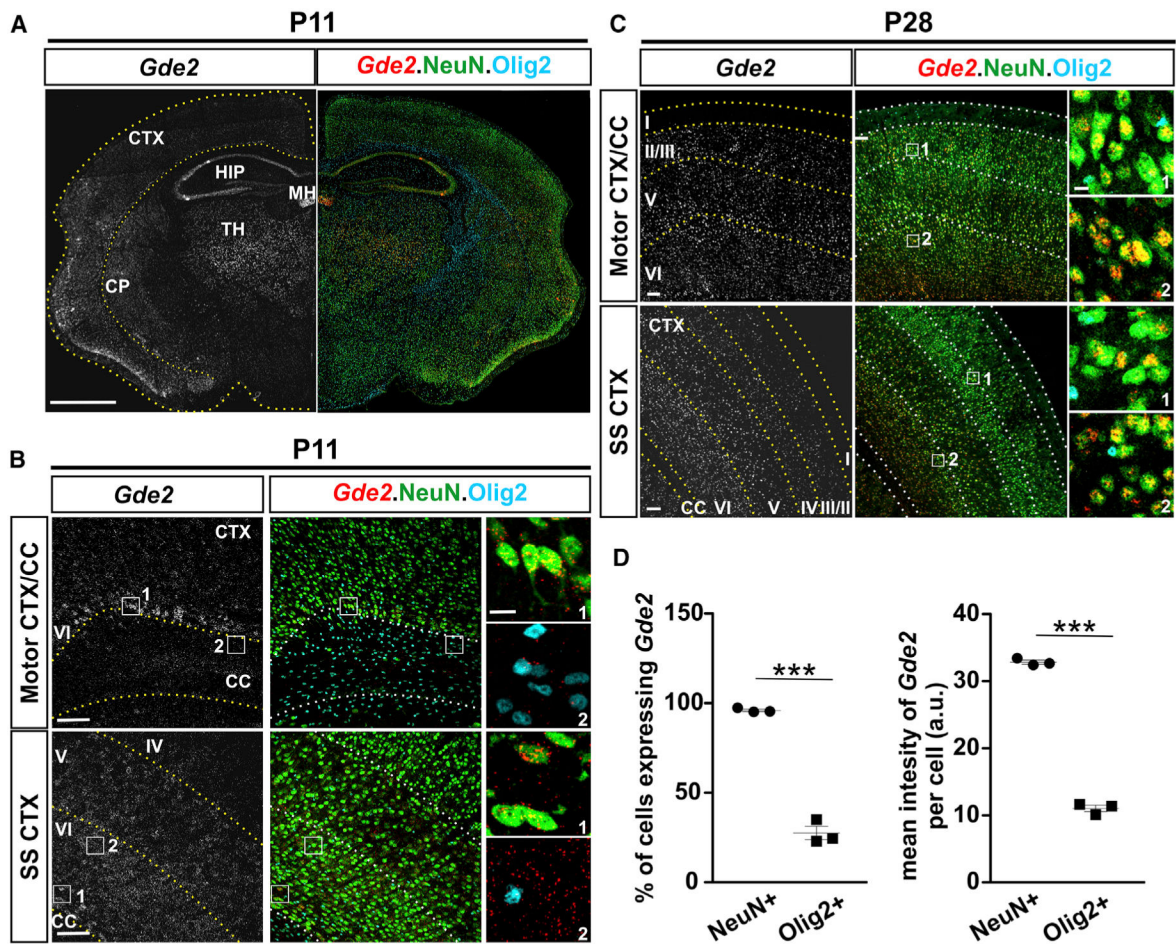 A
P11
Gde2
Gde2.NeuN.Olig2
CTX
HIP
MH
TH
CP
B
P11
Gde2
Gde2.NeuN.Olig2
Motor CTX/CC
CTX
1
VI
2
CC
1
2
SS CTX
IV
V
VI
2
1
CC
1
2
C
P28
Gde2
Gde2.NeuN.Olig2
Motor CTX/CC
I
II/III
V
VI
1
2
1
2
SS CTX
CTX
I
CC VI V IV III/II
1
2
1
2
D
% of cells expressing Gde2
150
100
50
0
***
NeuN+
Olig2+
mean intesity of Gde2
per cell (a.u.)
40
30
20
10
0
***
NeuN+
Olig2+